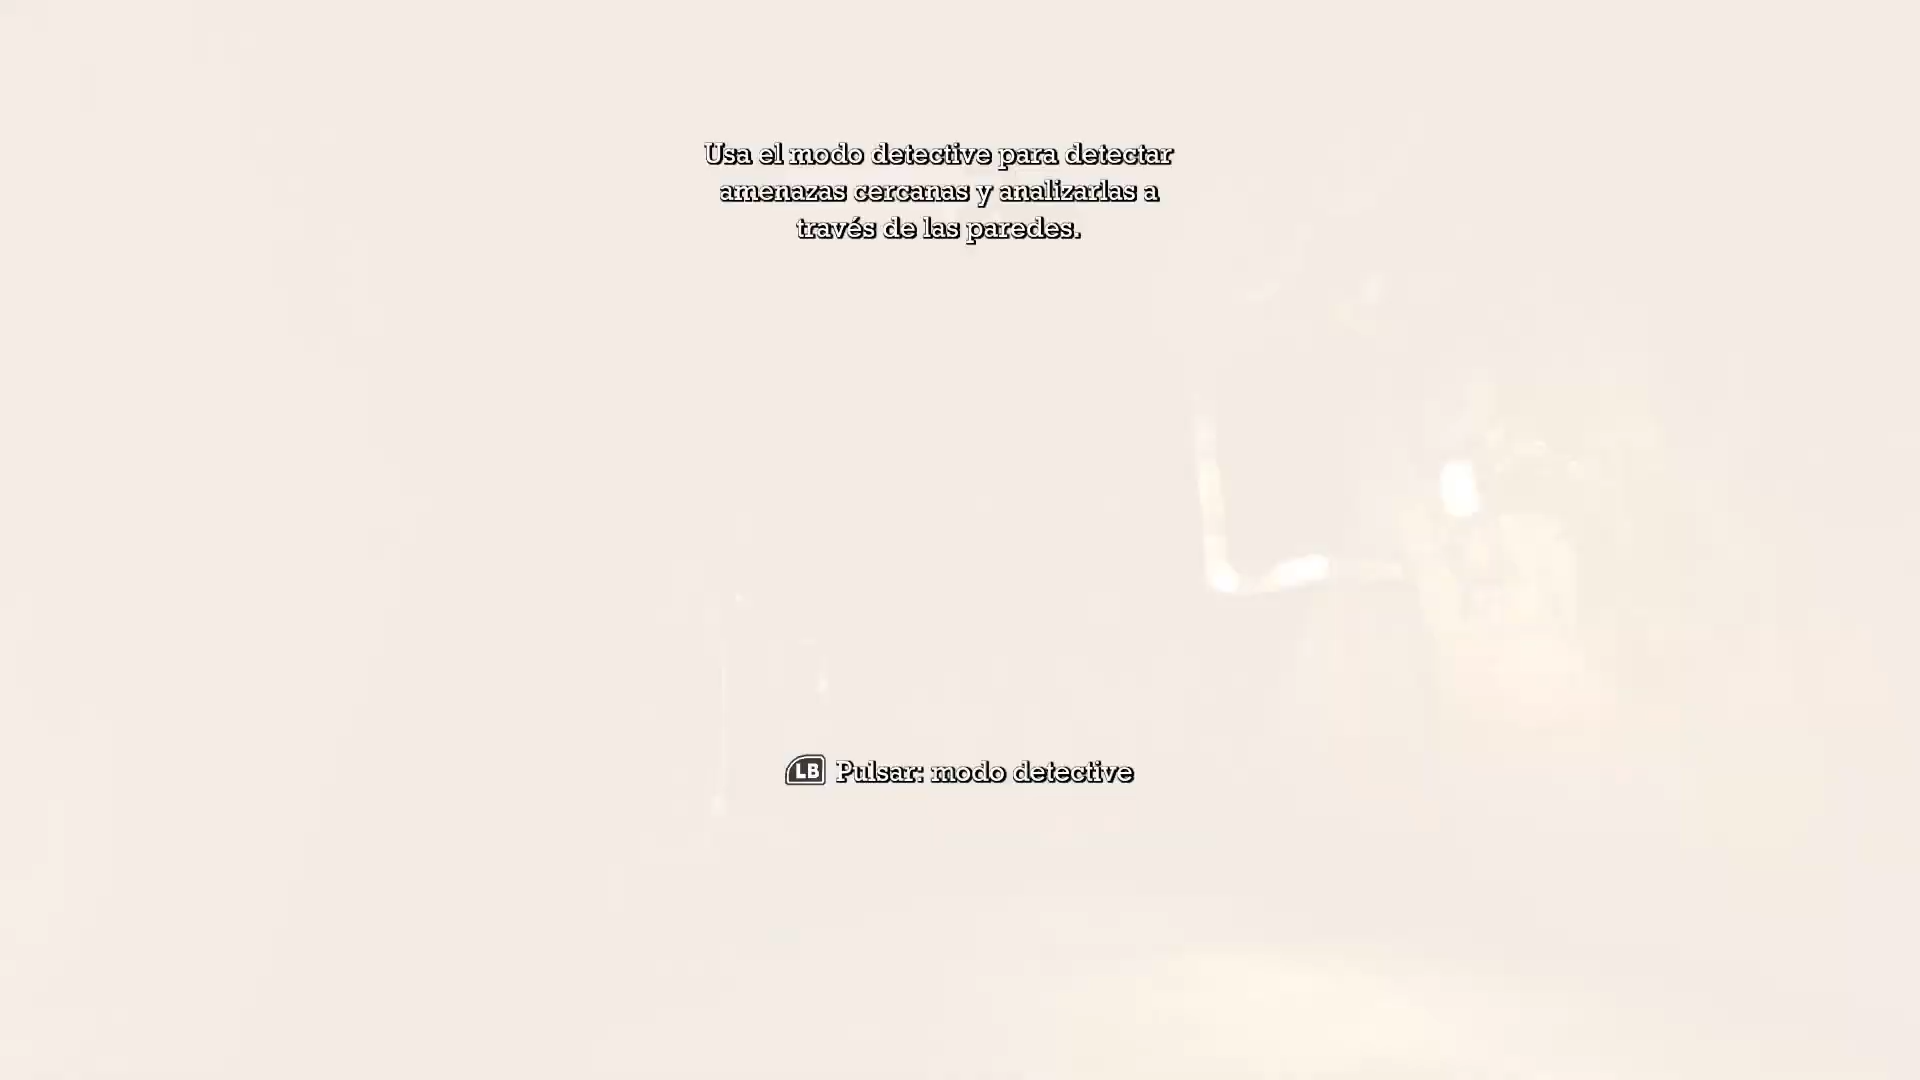 Usa el modo detective para detectar
amenazas cercanas y analizarlas a
través de las paredes.
LB Pulsar: modo detective